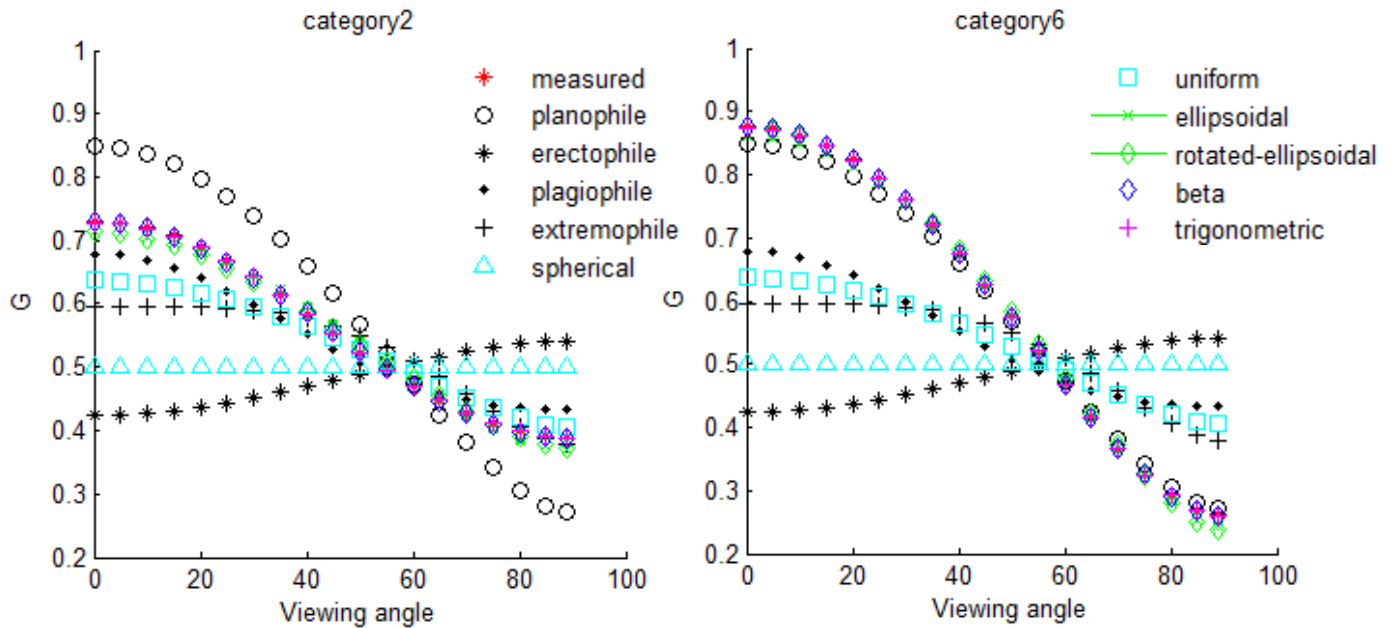 category2
1
0.9
0.8
0.7
0.6
0.5
0.4
0.3
0.2
G
0
20
40
60
80
100
Viewing angle
measured
planophile
erectophile
plagiophile
extremophile
spherical
category6
1
0.9
0.8
0.7
0.6
0.5
0.4
0.3
0.2
G
0
20
40
60
80
100
Viewing angle
uniform
ellipsoidal
rotated-ellipsoidal
beta
trigonometric